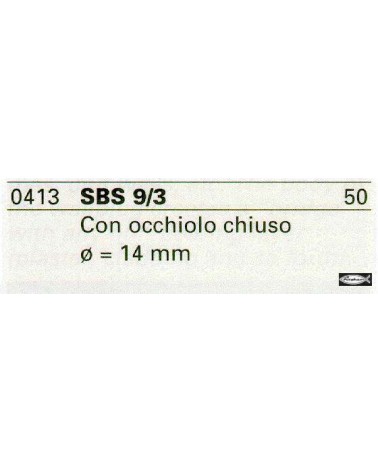 0413 SBS 9/3 50
Con occhiolo chiuso
ø = 14 mm